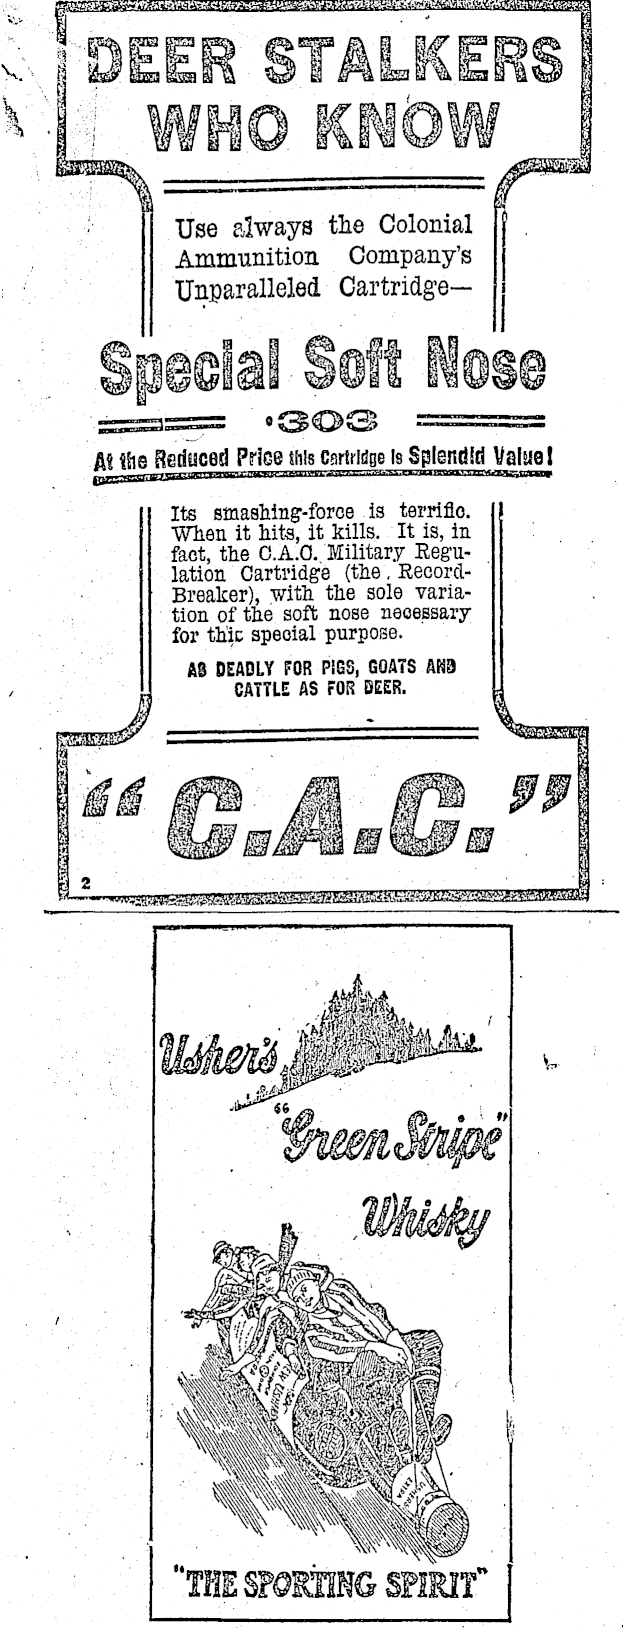 DEER STALKERS
WHO KNOW
Use always the Colonial
Ammunition Company's
Unparalleled Cartridge—
Special Soft Nose
·303
At the Reduced Price this Cartridge is Splendid Value!
Its smashing-force is terrific.
When it hits, it kills. It is, in
fact, the C.A.C. Military Regu-
lation Cartridge (the Record-
Breaker), with the sole varia-
tion of the soft nose necessary
for this special purpose.
AS DEADLY FOR PIGS, GOATS AND
CATTLE AS FOR DEER.
"C.A.C."
2
Usher's
"Green Stripe"
Whisky
"THE SPORTING SPIRIT"